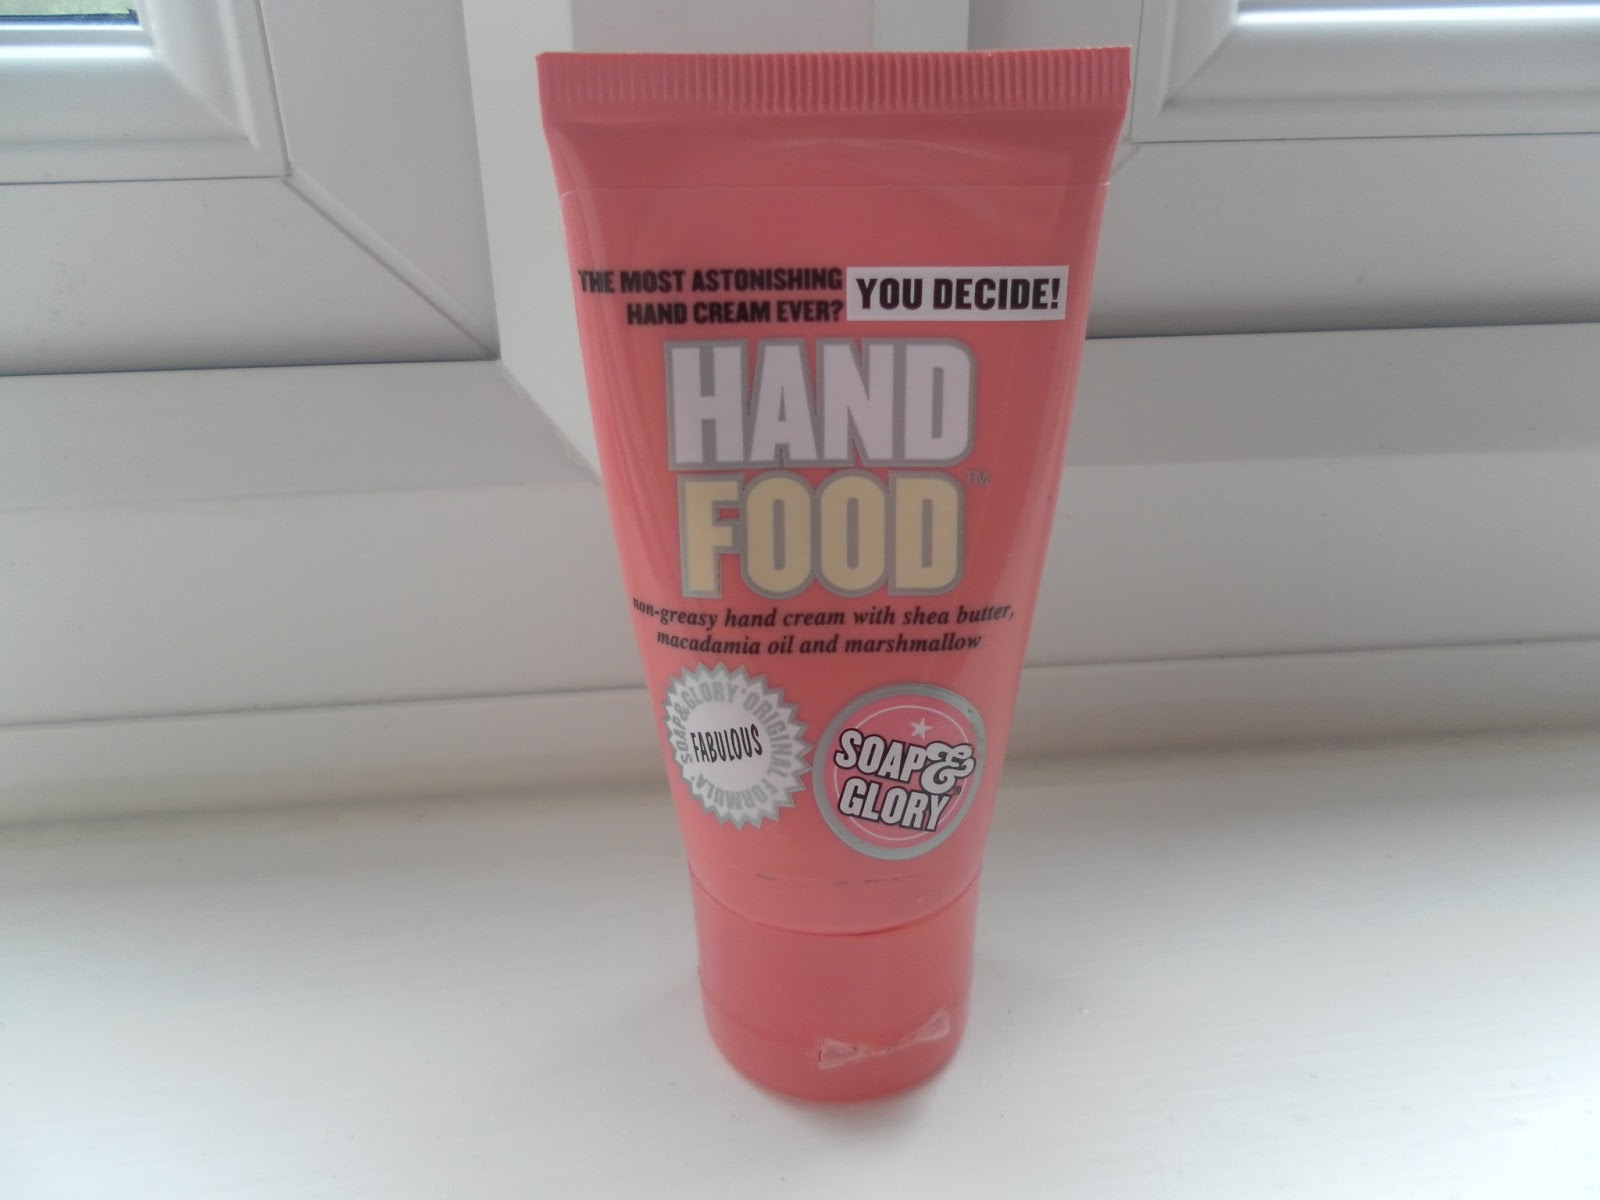 THE MOST ASTONISHING
HAND CREAM EVER?
YOU DECIDE!
HAND
FOOD™
non-greasy hand cream with shea butter,
macadamia oil and marshmallow
SOAP&GLORY®ORIGINAL FORMULA
FABULOUS
SOAP&
GLORY®